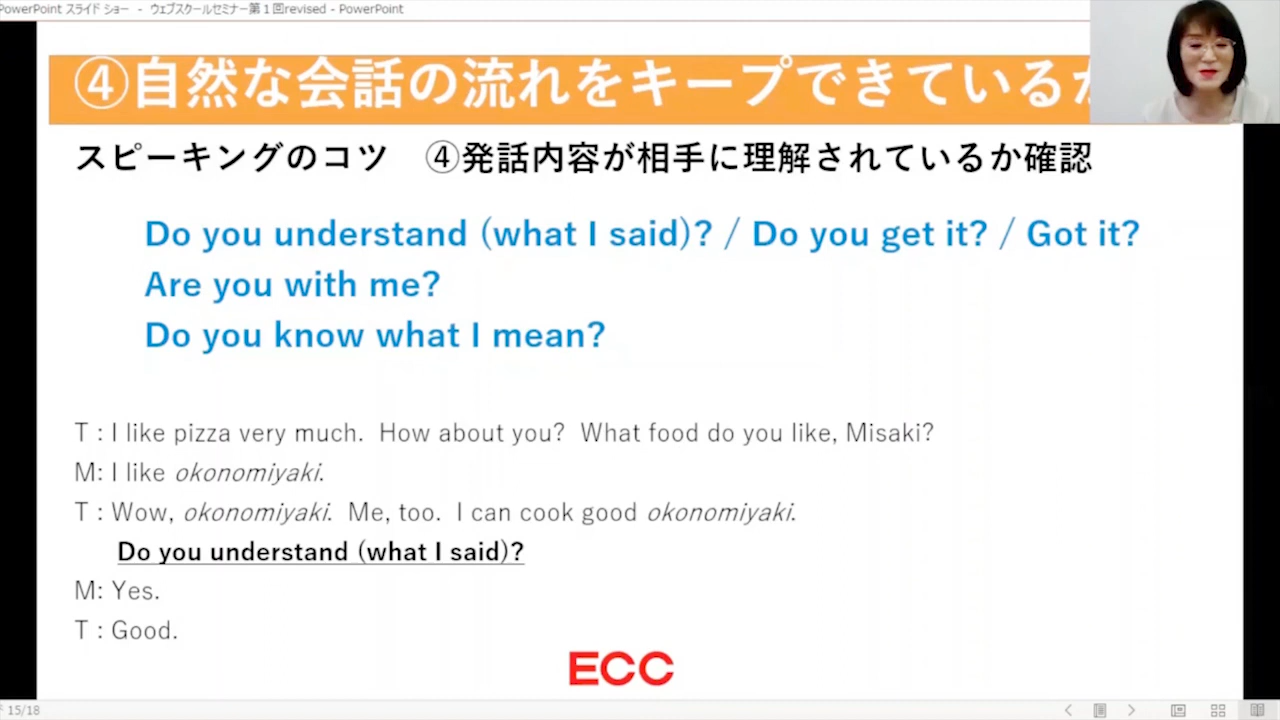 PowerPoint スライド ショー - ウェブスクールセミナー第1回revised - PowerPoint
④自然な会話の流れをキープできているか
スピーキングのコツ ④発話内容が相手に理解されているか確認
Do you understand (what I said)? / Do you get it? / Got it?
Are you with me?
Do you know what I mean?
T : I like pizza very much. How about you? What food do you like, Misaki?
M: I like okonomiyaki.
T : Wow, okonomiyaki. Me, too. I can cook good okonomiyaki.
Do you understand (what I said)?
M: Yes.
T : Good.
ECC
15/18